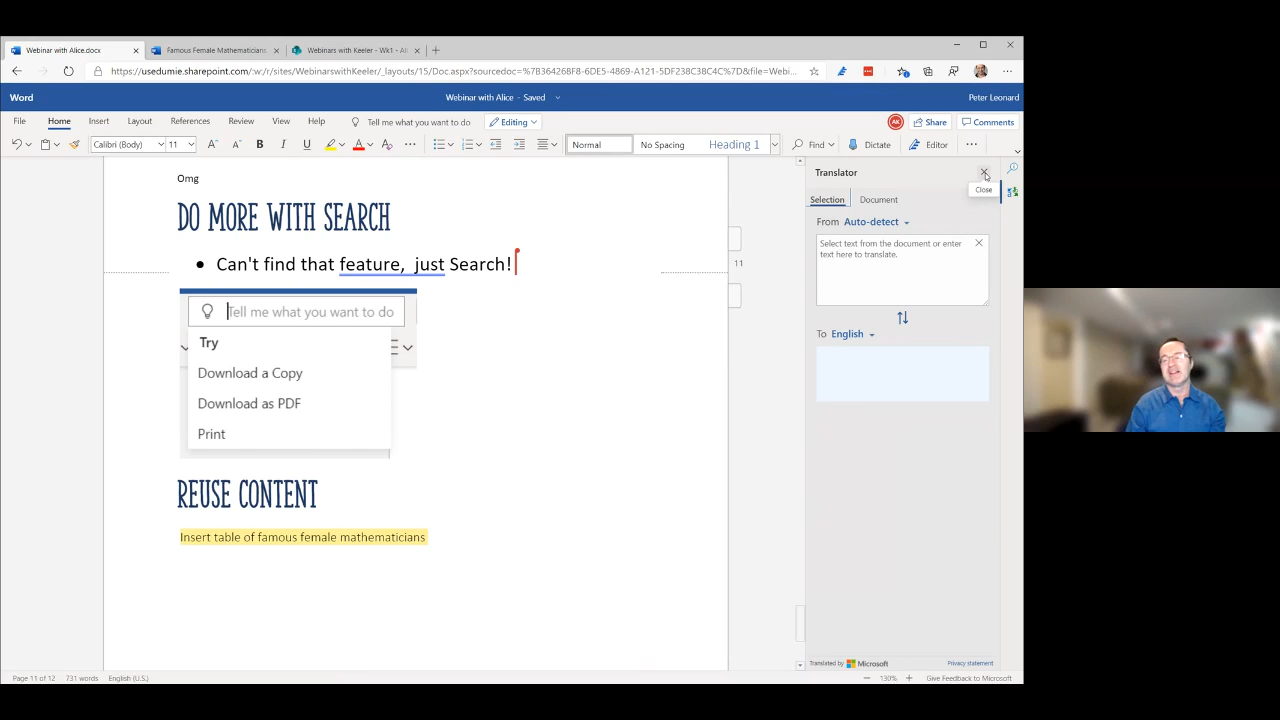 Webinar with Alice.docx
Famous Female Mathematicians.
Webinars with Keeler - Wk1 - Al
https://usedumie.sharepoint.com/:w:/r/sites/WebinarswithKeeler/_layouts/15/Doc.aspx?sourcedoc=%7B364268F8-6DE5-4869-A121-5DF238C38C4C%7D&file=Webi...
Word
Webinar with Alice - Saved
Peter Leonard
File Home Insert Layout References Review View Help Tell me what you want to do Editing AK Share Comments
Calibri (Body) 11 A A B I U A Normal No Spacing Heading 1 Find Dictate Editor
Omg
DO MORE WITH SEARCH
• Can't find that feature,  just Search!
Tell me what you want to do
Try
Download a Copy
Download as PDF
Print
REUSE CONTENT
Insert table of famous female mathematicians
11
Translator
Close
Selection Document
From Auto-detect
Select text from the document or enter
text here to translate.
To English
Translated by Microsoft Privacy statement
Page 11 of 12 731 words English (U.S.) 130% Give Feedback to Microsoft